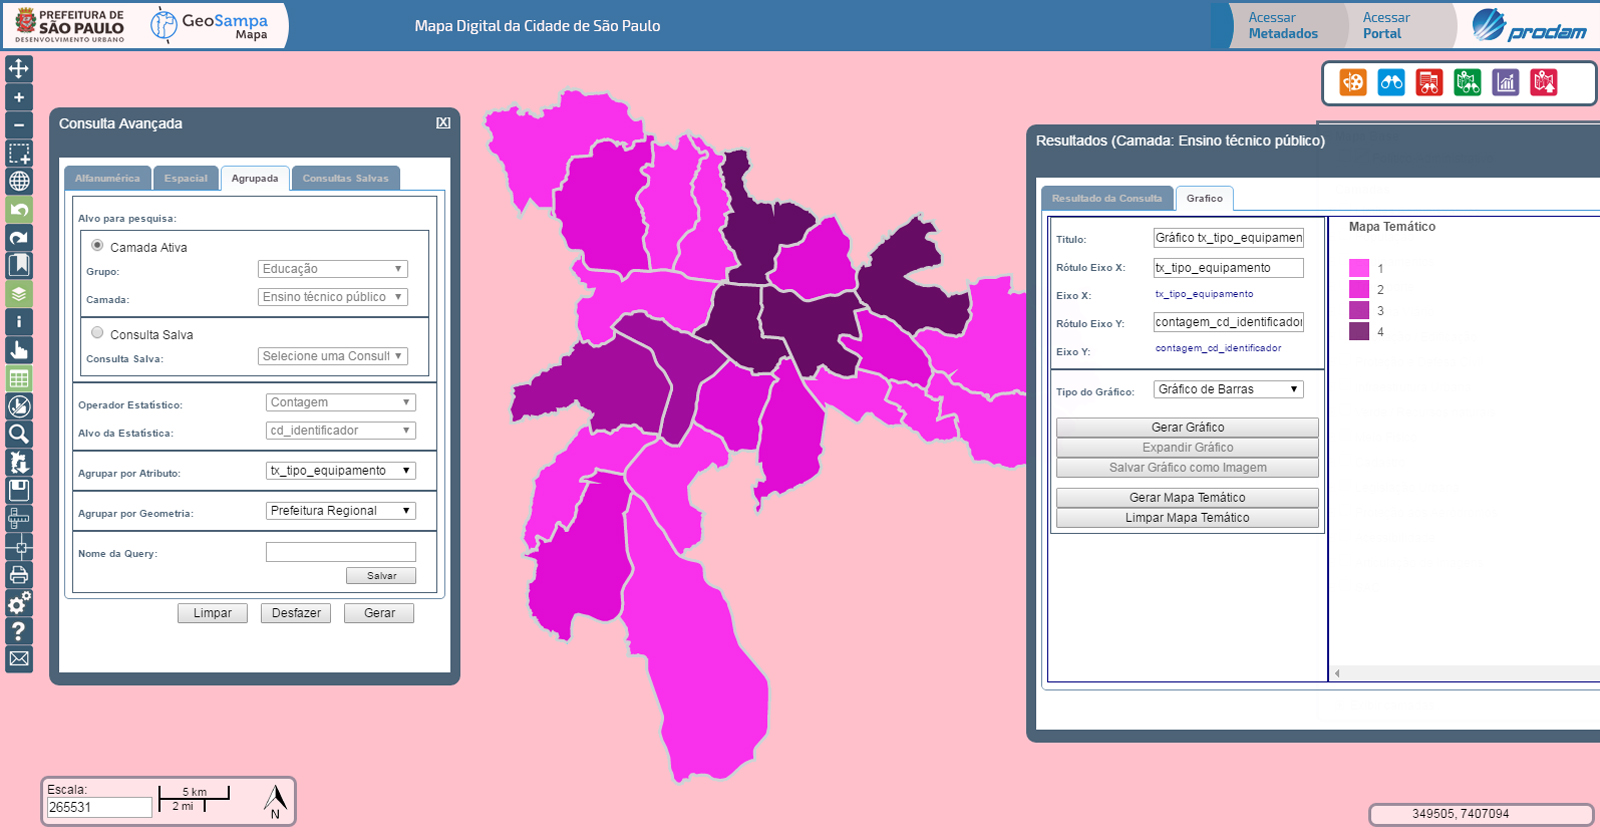 PREFEITURA DE
SÃO PAULO
DESENVOLVIMENTO URBANO
GeoSampa
Mapa
Mapa Digital da Cidade de São Paulo
Acessar
Metadados
Acessar
Portal
prodam
Consulta Avançada
[X]
Alfanumérica
Espacial
Agrupada
Consultas Salvas
Alvo para pesquisa:
Camada Ativa
Grupo:
Educação
Camada:
Ensino técnico público
Consulta Salva
Consulta Salva:
Selecione uma Consult
Operador Estatístico:
Contagem
Alvo da Estatística:
cd_identificador
Agrupar por Atributo:
tx_tipo_equipamento
Agrupar por Geometria:
Prefeitura Regional
Nome da Query:
Salvar
Limpar
Desfazer
Gerar
Resultados (Camada: Ensino técnico público)
Resultado da Consulta
Grafico
Titulo:
Gráfico tx_tipo_equipamen
Rótulo Eixo X:
tx_tipo_equipamento
Eixo X:
tx_tipo_equipamento
Rótulo Eixo Y:
contagem_cd_identificador
Eixo Y:
contagem_cd_identificador
Tipo do Gráfico:
Gráfico de Barras
Gerar Gráfico
Expandir Gráfico
Salvar Gráfico como Imagem
Gerar Mapa Temático
Limpar Mapa Temático
Mapa Temático
1
2
3
4
Escala:
265531
5 km
2 mi
N
349505, 7407094